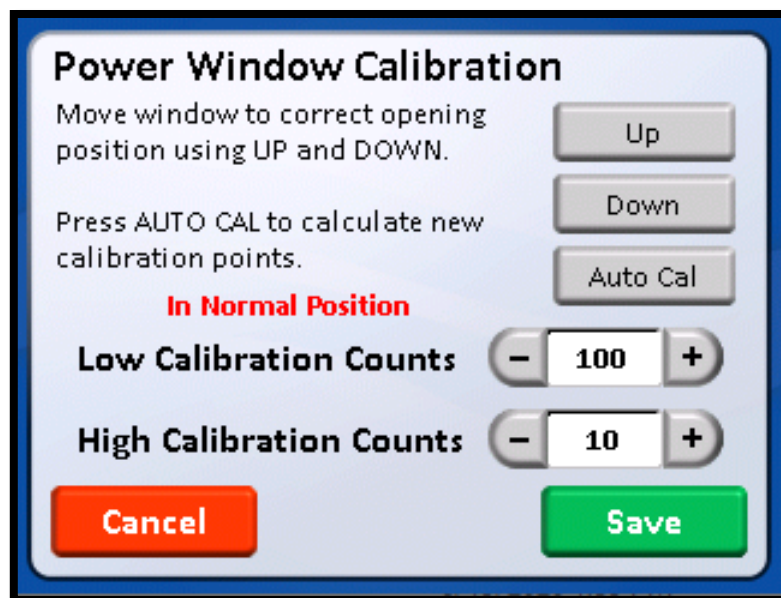 Power Window Calibration
Move window to correct opening
position using UP and DOWN.
Up
Down
Press AUTO CAL to calculate new
calibration points.
Auto Cal
In Normal Position
Low Calibration Counts - 100 +
High Calibration Counts - 10 +
Cancel
Save